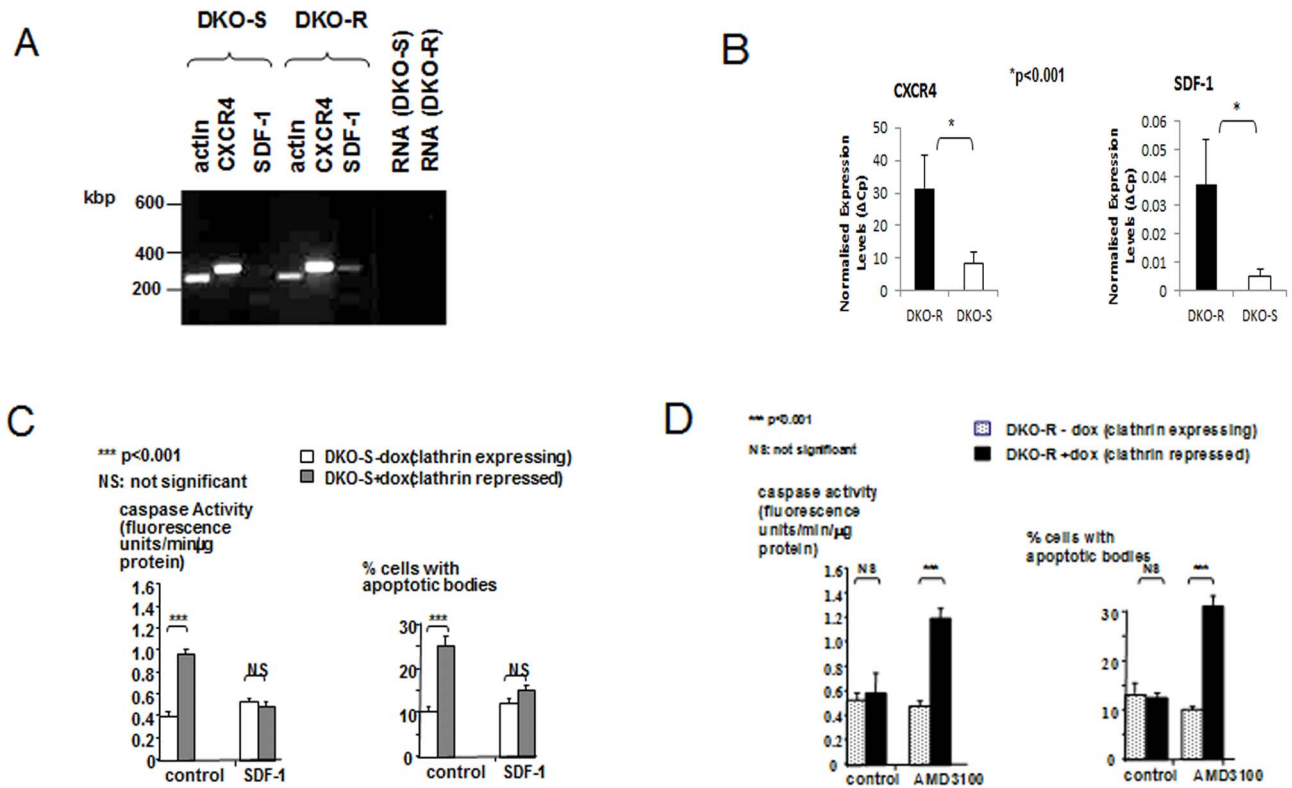 A
DKO-S
DKO-R
actin
CXCR4
SDF-1
actin
CXCR4
SDF-1
RNA (DKO-S)
RNA (DKO-R)
kbp
600
400
200
B
*p<0.001
CXCR4
Normalised Expression
Levels (ΔCp)
50
40
30
20
10
0
*
DKO-R
DKO-S
SDF-1
Normalised Expression
Levels (ΔCp)
0.06
0.05
0.04
0.03
0.02
0.01
0
*
DKO-R
DKO-S
C
*** p<0.001
NS: not significant
DKO-S-dox(clathrin expressing)
DKO-S+dox(clathrin repressed)
caspase Activity
(fluorescence
units/min/μg
protein)
1.6
1.4
1.2
1.0
0.8
0.6
0.4
0.2
0
***
NS
control
SDF-1
% cells with
apoptotic bodies
30
20
10
0
***
NS
control
SDF-1
D
*** p<0.001
NS: not significant
DKO-R - dox (clathrin expressing)
DKO-R +dox (clathrin repressed)
caspase activity
(fluorescence
units/min/μg
protein)
1.6
1.4
1.2
1.0
0.8
0.6
0.4
0.2
0
NS
***
control
AMD3100
% cells with
apoptotic bodies
30
20
10
0
NS
***
control
AMD3100